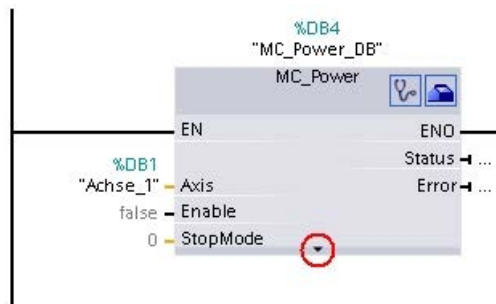 %DB4
"MC_Power_DB"
MC_Power
EN
ENO
Status
...
%DB1
"Achse_1"
Axis
Error
...
false
Enable
0
StopMode